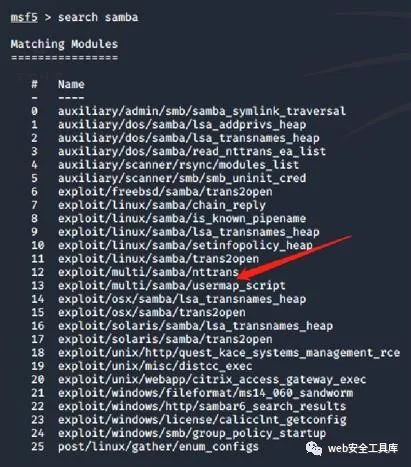 msf5 > search samba
Matching Modules
================
# Name
- ----
0 auxiliary/admin/smb/samba_symlink_traversal
1 auxiliary/dos/samba/lsa_addprivs_heap
2 auxiliary/dos/samba/lsa_transnames_heap
3 auxiliary/dos/samba/read_nttrans_ea_list
4 auxiliary/scanner/rsync/modules_list
5 auxiliary/scanner/smb/smb_uninit_cred
6 exploit/freebsd/samba/trans2open
7 exploit/linux/samba/chain_reply
8 exploit/linux/samba/is_known_pipename
9 exploit/linux/samba/lsa_transnames_heap
10 exploit/linux/samba/setinfopolicy_heap
11 exploit/linux/samba/trans2open
12 exploit/multi/samba/nttrans
13 exploit/multi/samba/usermap_script
14 exploit/osx/samba/lsa_transnames_heap
15 exploit/osx/samba/trans2open
16 exploit/solaris/samba/lsa_transnames_heap
17 exploit/solaris/samba/trans2open
18 exploit/unix/http/quest_kace_systems_management_rce
19 exploit/unix/misc/distcc_exec
20 exploit/unix/webapp/citrix_access_gateway_exec
21 exploit/windows/fileformat/ms14_060_sandworm
22 exploit/windows/http/sambar6_search_results
23 exploit/windows/license/calicclnt_getconfig
24 exploit/windows/smb/group_policy_startup
25 post/linux/gather/enum_configs
web安全工具库